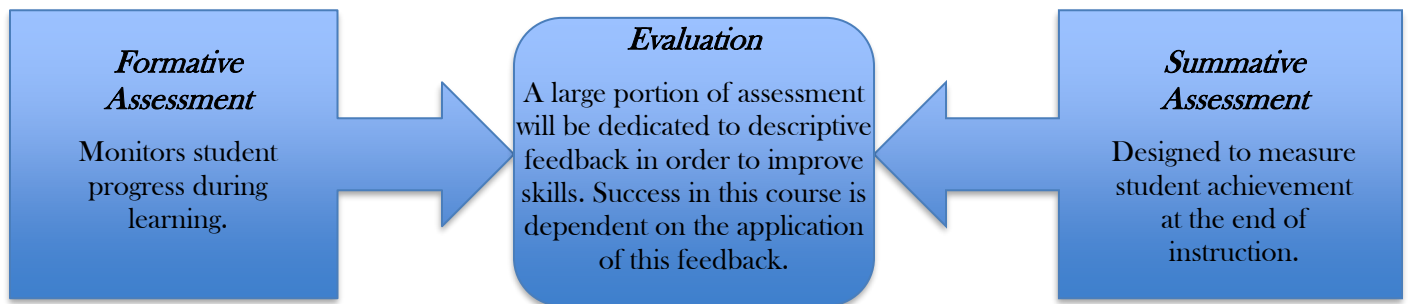 Formative
Assessment
Monitors student
progress during
learning.
Evaluation
A large portion of assessment
will be dedicated to descriptive
feedback in order to improve
skills. Success in this course is
dependent on the application
of this feedback.
Summative
Assessment
Designed to measure
student achievement
at the end of
instruction.